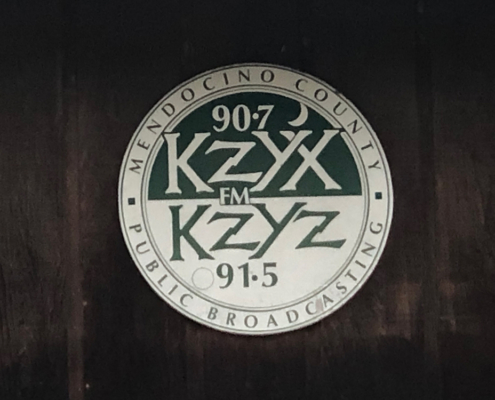 MENDOCINO COUNTY
90·7
KZYX
FM
KZYZ
91·5
PUBLIC BROADCASTING